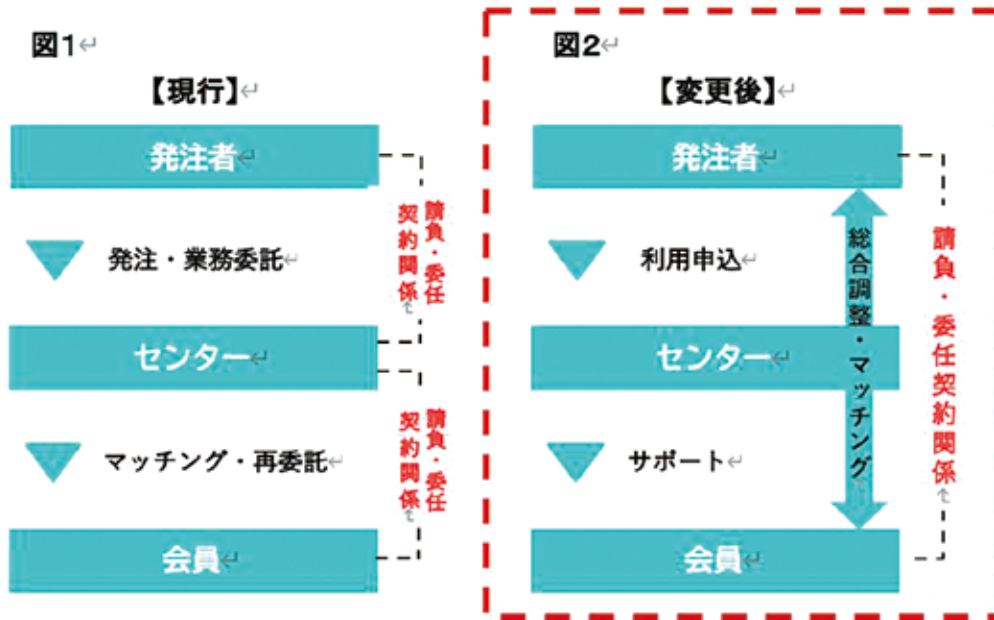 図1
【現行】
発注者
発注・業務委託
請負・委任
契約関係
センター
マッチング・再委託
請負・委任
契約関係
会員
図2
【変更後】
発注者
利用申込
センター
サポート
会員
総合調整・マッチング
請負・委任契約関係